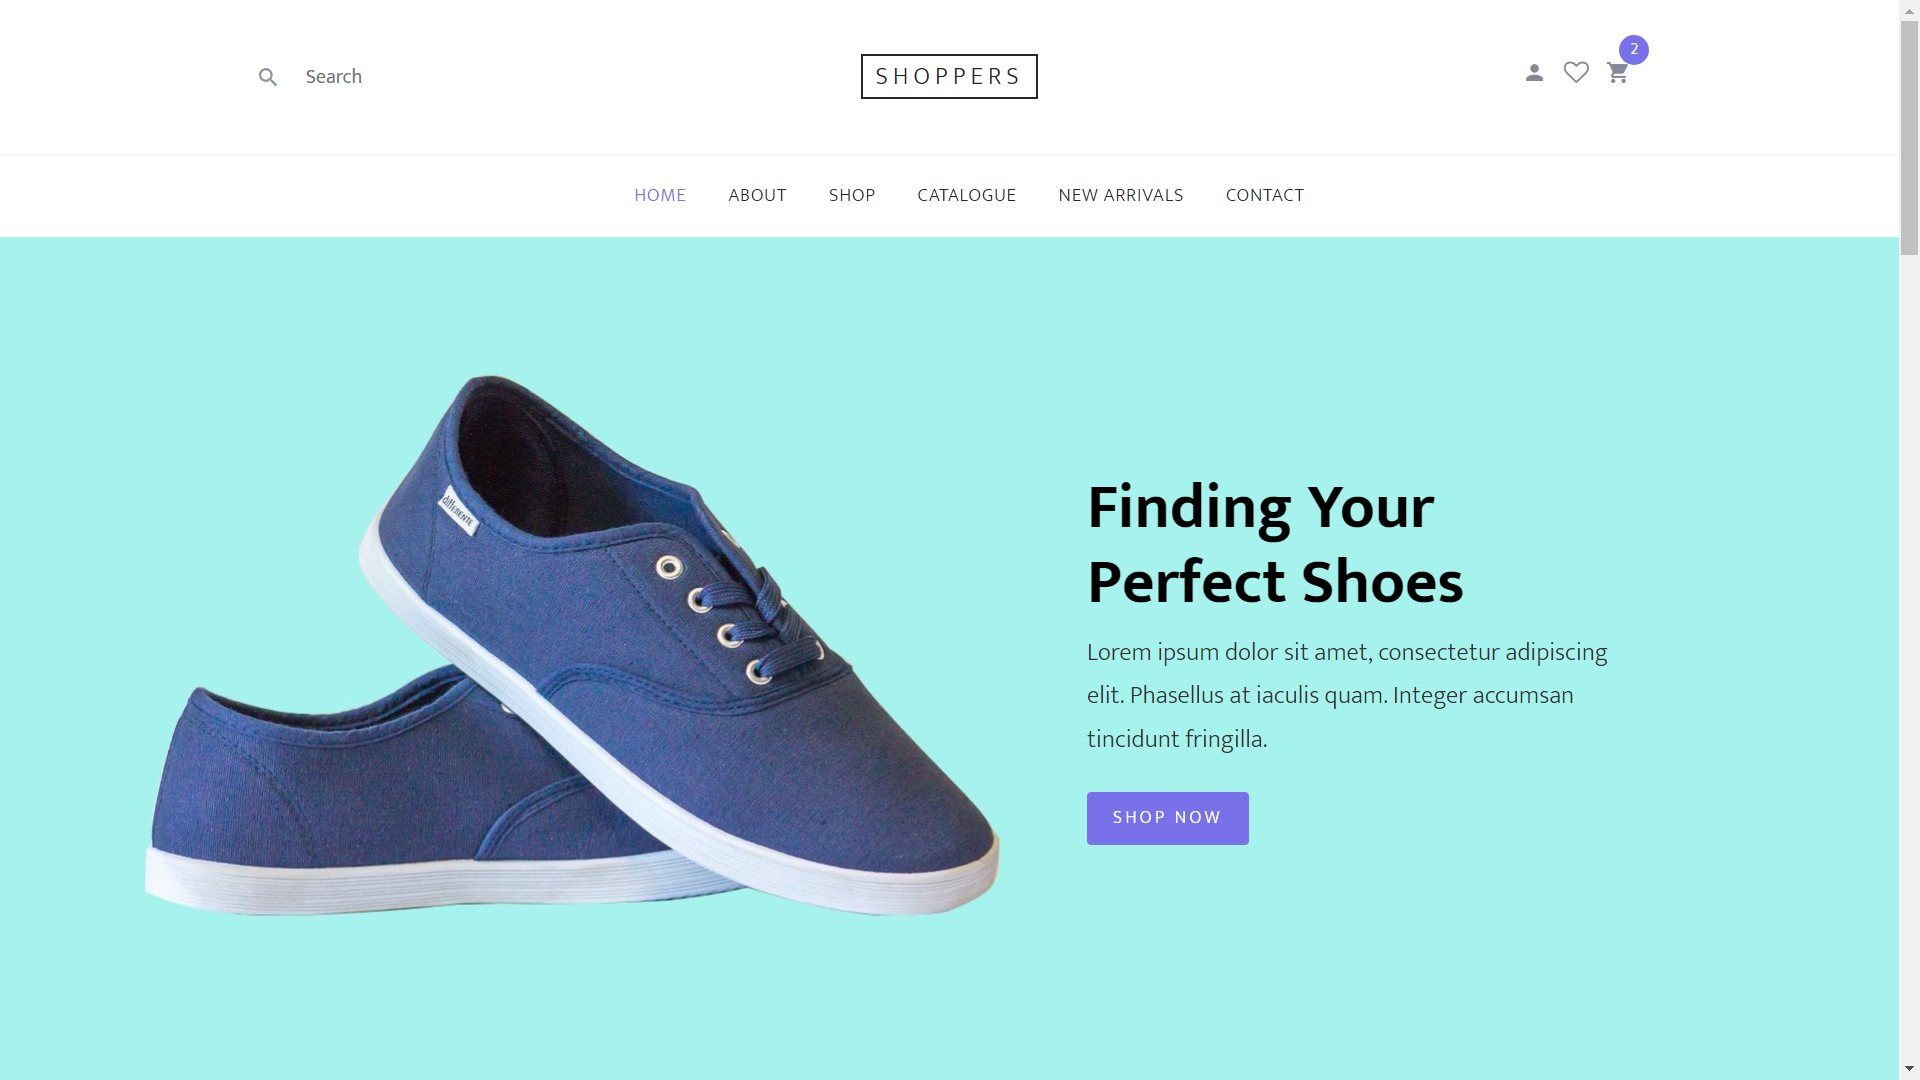 Search
SHOPPERS
2
HOME ABOUT SHOP CATALOGUE NEW ARRIVALS CONTACT
differente
Finding Your
Perfect Shoes
Lorem ipsum dolor sit amet, consectetur adipiscing
elit. Phasellus at iaculis quam. Integer accumsan
tincidunt fringilla.
SHOP NOW